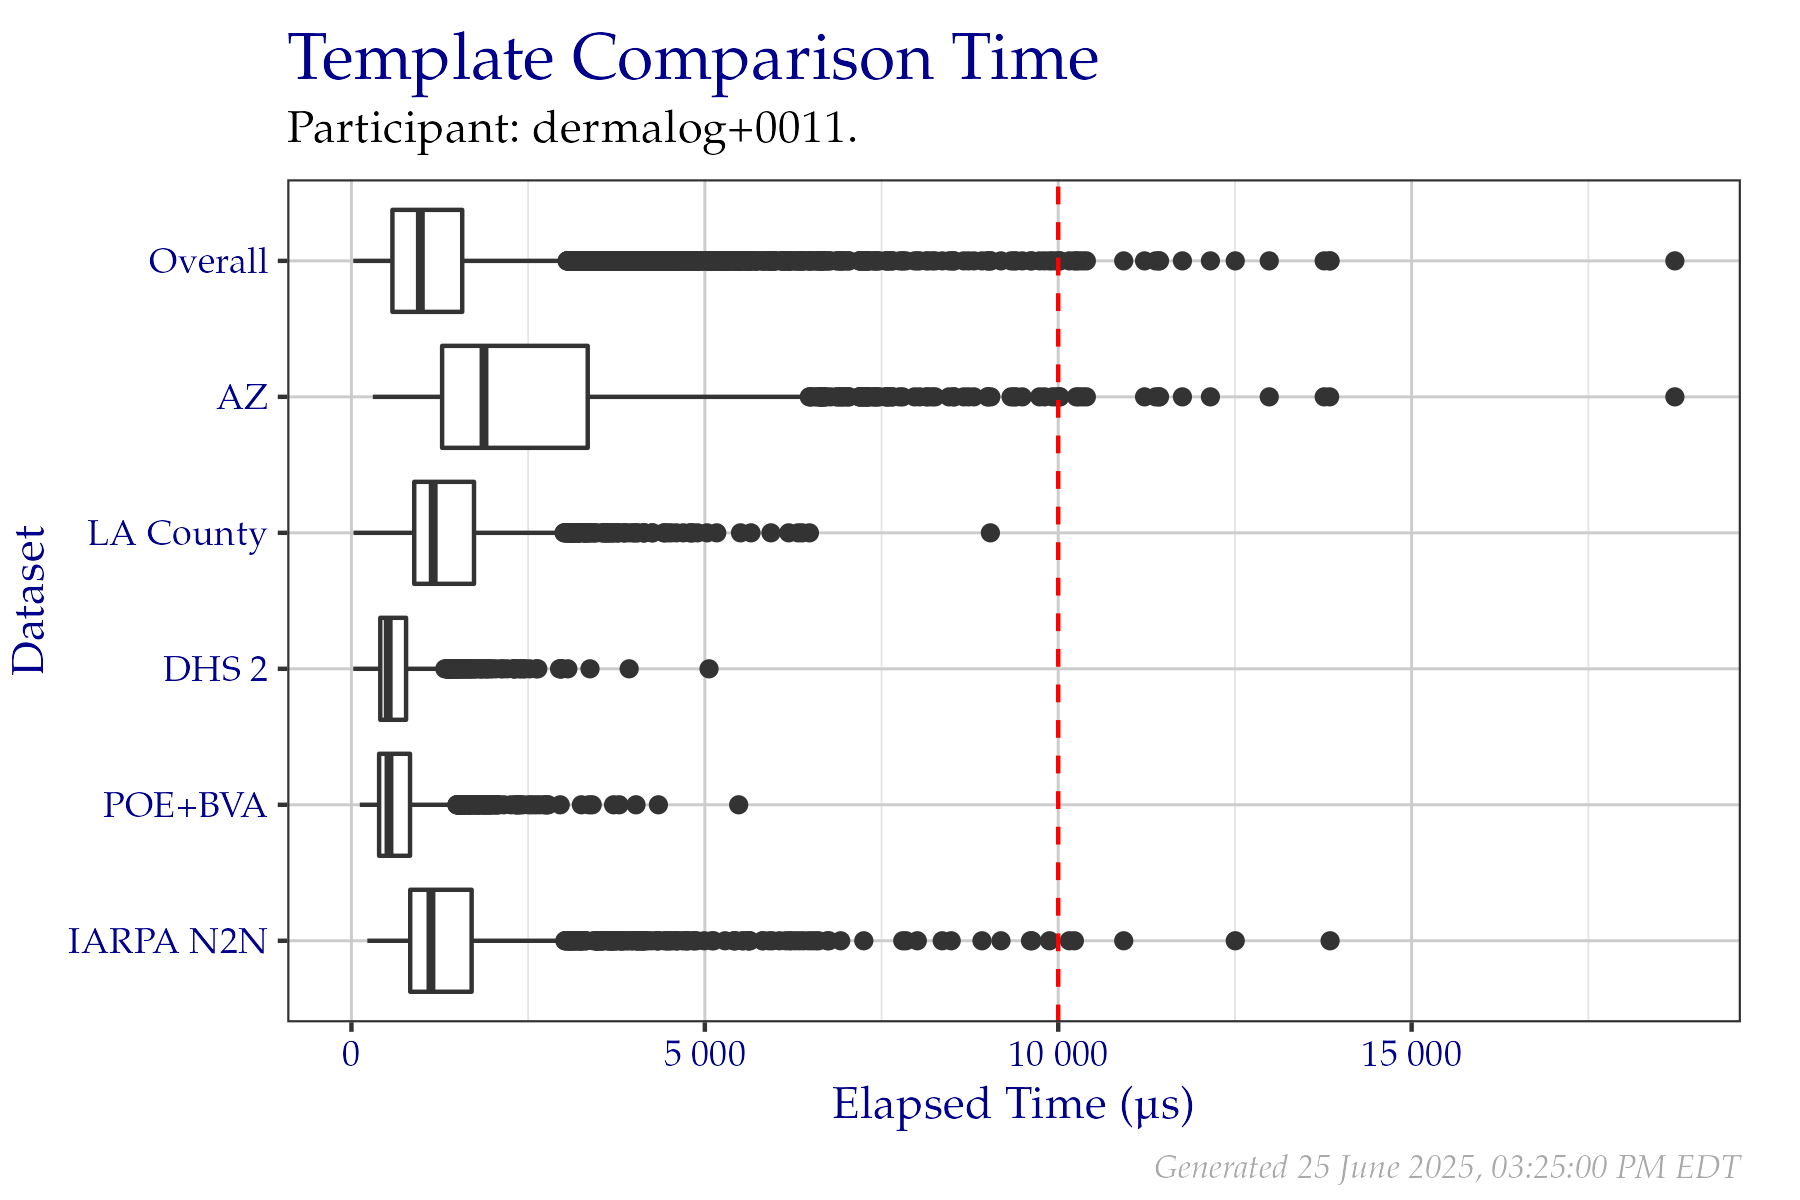 Template Comparison Time
Participant: dermalog+0011.
Dataset
Overall
AZ
LA County
DHS 2
POE+BVA
IARPA N2N
0 5 000 10 000 15 000
Elapsed Time (µs)
Generated 25 June 2025, 03:25:00 PM EDT